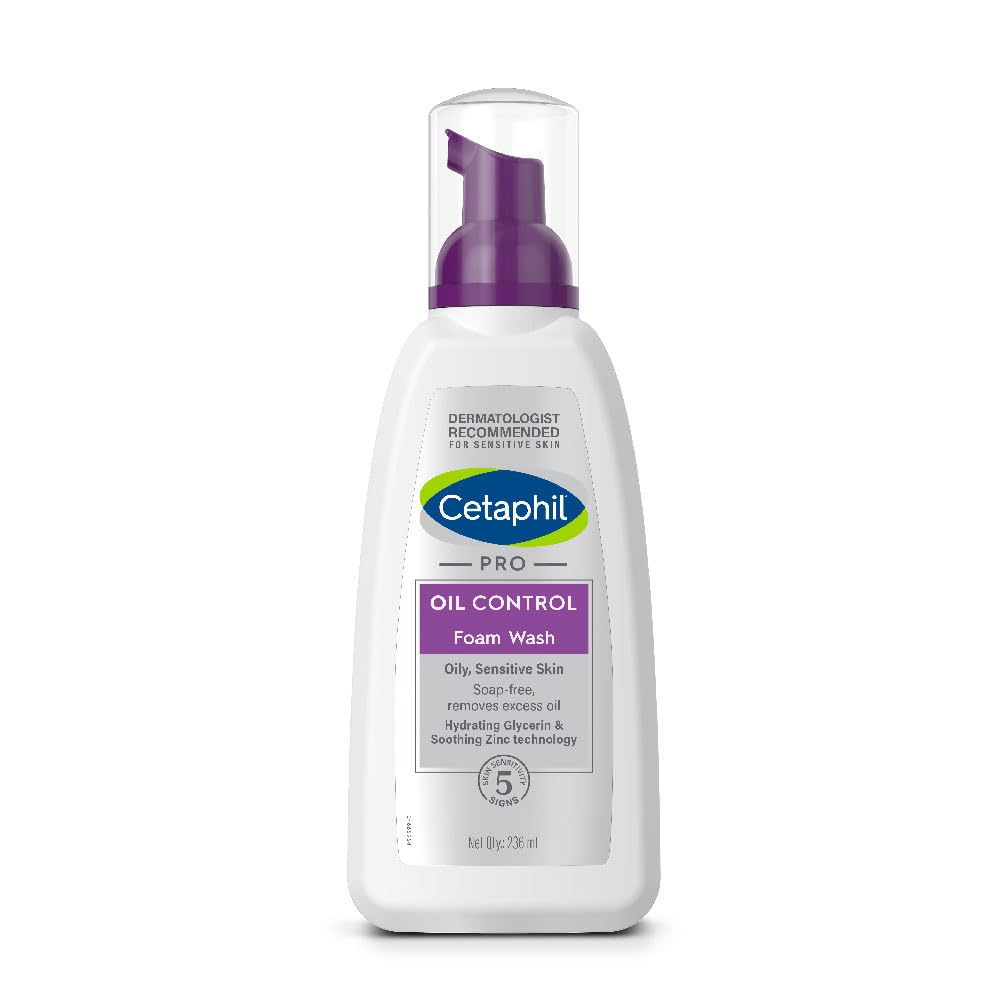 DERMATOLOGIST
RECOMMENDED
FOR SENSITIVE SKIN
Cetaphil
PRO
OIL CONTROL
Foam Wash
Oily, Sensitive Skin
Soap-free,
removes excess oil
Hydrating Glycerin &
Soothing Zinc technology
SKIN SENSITIVITY
5
SIGNS
Net Qty.: 236 ml